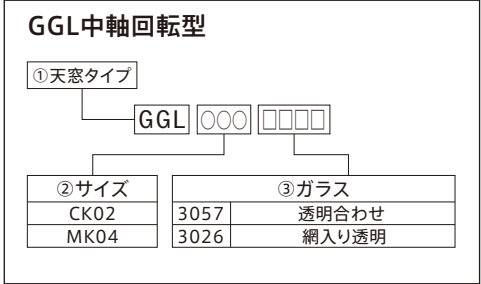 GGL中軸回転型
①天窓タイプ
GGL ○○○ □□□□
②サイズ ③ガラス
CK02 3057 透明合わせ
MK04 3026 網入り透明